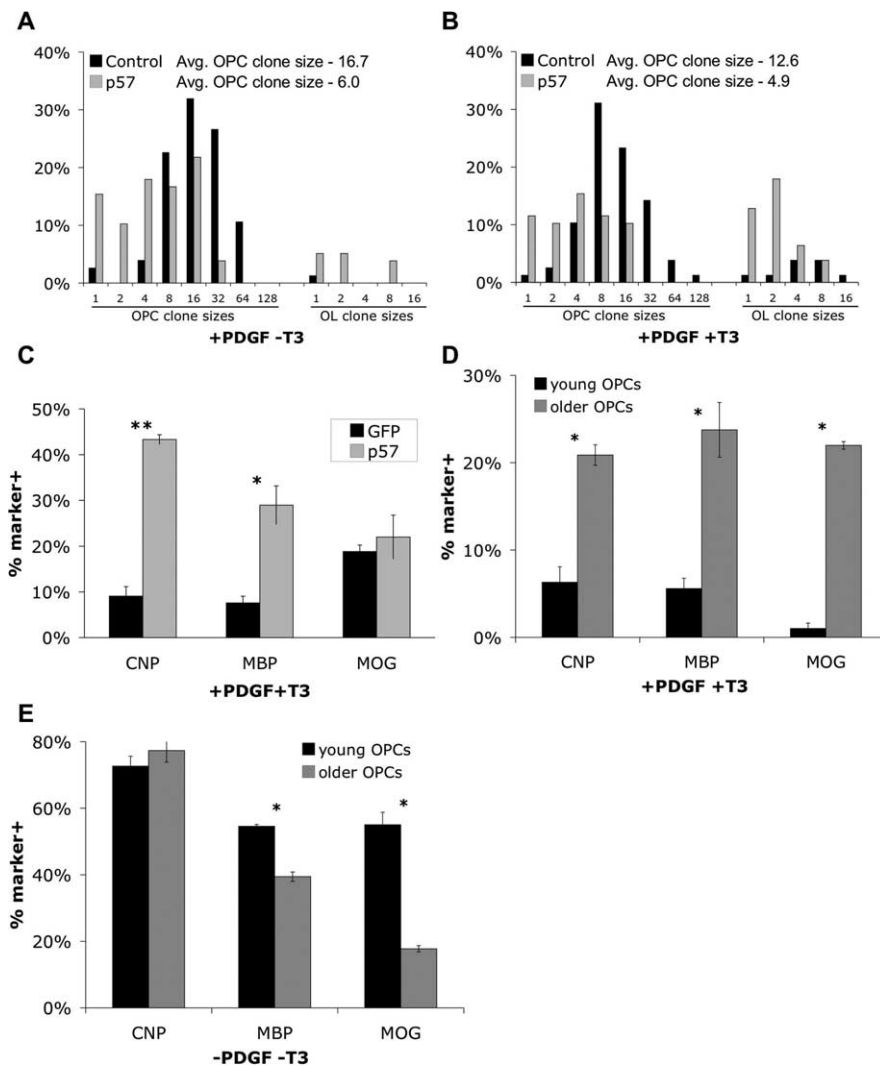 A
Control Avg. OPC clone size - 16.7
p57 Avg. OPC clone size - 6.0
40%
30%
20%
10%
0%
1 2 4 8 16 32 64 128 1 2 4 8 16
OPC clone sizes OL clone sizes
+PDGF -T3
B
Control Avg. OPC clone size - 12.6
p57 Avg. OPC clone size - 4.9
40%
30%
20%
10%
0%
1 2 4 8 16 32 64 128 1 2 4 8 16
OPC clone sizes OL clone sizes
+PDGF +T3
C
% marker+
50%
40%
30%
20%
10%
0%
**
*
GFP
p57
CNP MBP MOG
+PDGF+T3
D
% marker+
30%
20%
10%
0%
young OPCs
older OPCs
* * *
CNP MBP MOG
+PDGF +T3
E
% marker+
80%
60%
40%
20%
0%
young OPCs
older OPCs
* *
CNP MBP MOG
-PDGF -T3